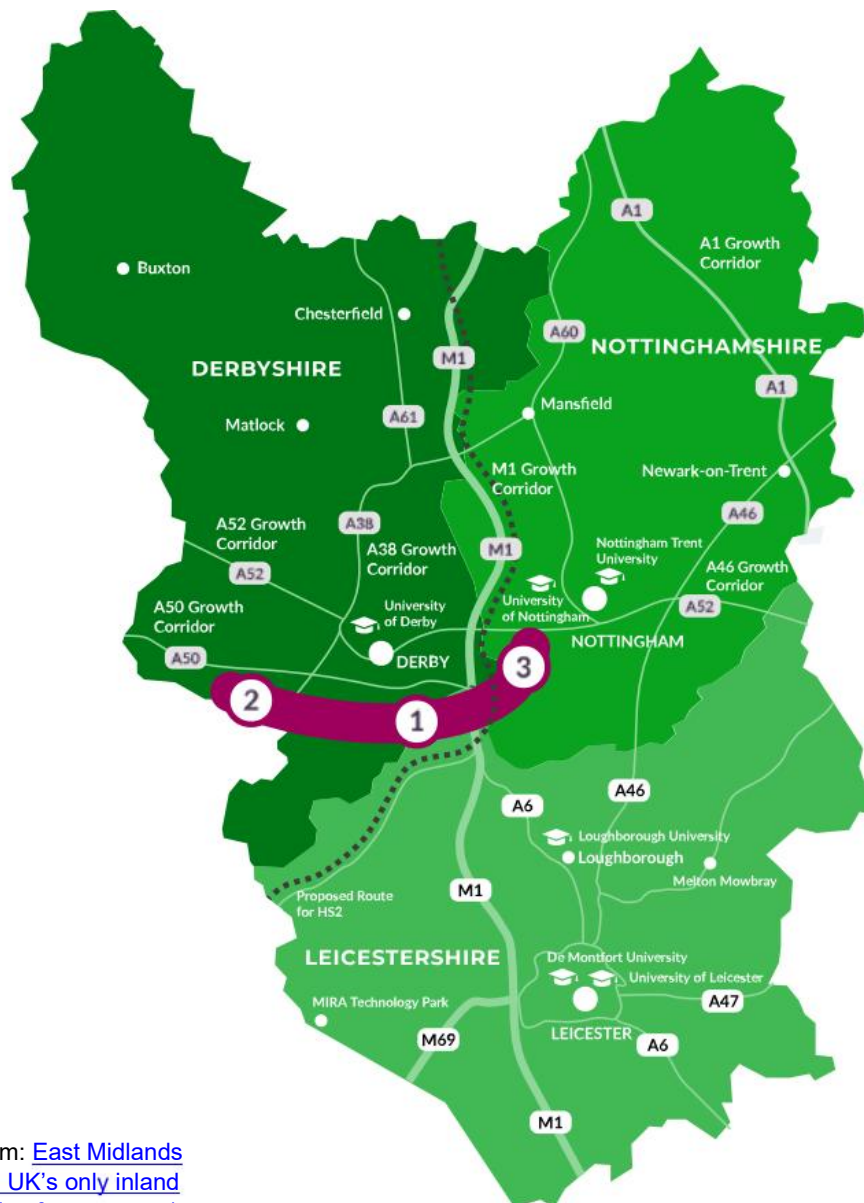 A1
A1 Growth
Corridor
Buxton
Chesterfield
M1
A60
NOTTINGHAMSHIRE
DERBYSHIRE
A1
Mansfield
A61
Matlock
M1 Growth
Corridor
Newark-on-Trent
A46
A52 Growth
Corridor
A38
A38 Growth
Corridor
M1
Nottingham Trent
University
A52
A46 Growth
Corridor
A50 Growth
Corridor
University
of Derby
University
of Nottingham
A52
NOTTINGHAM
A50
DERBY
3
2
1
A46
A6
Loughborough University
Loughborough
Melton Mowbray
M1
Proposed Route
for HS2
LEICESTERSHIRE
De Montfort University
University of Leicester
MIRA Technology Park
A47
LEICESTER
M69
A6
M1
m: East Midlands
UK's only inland